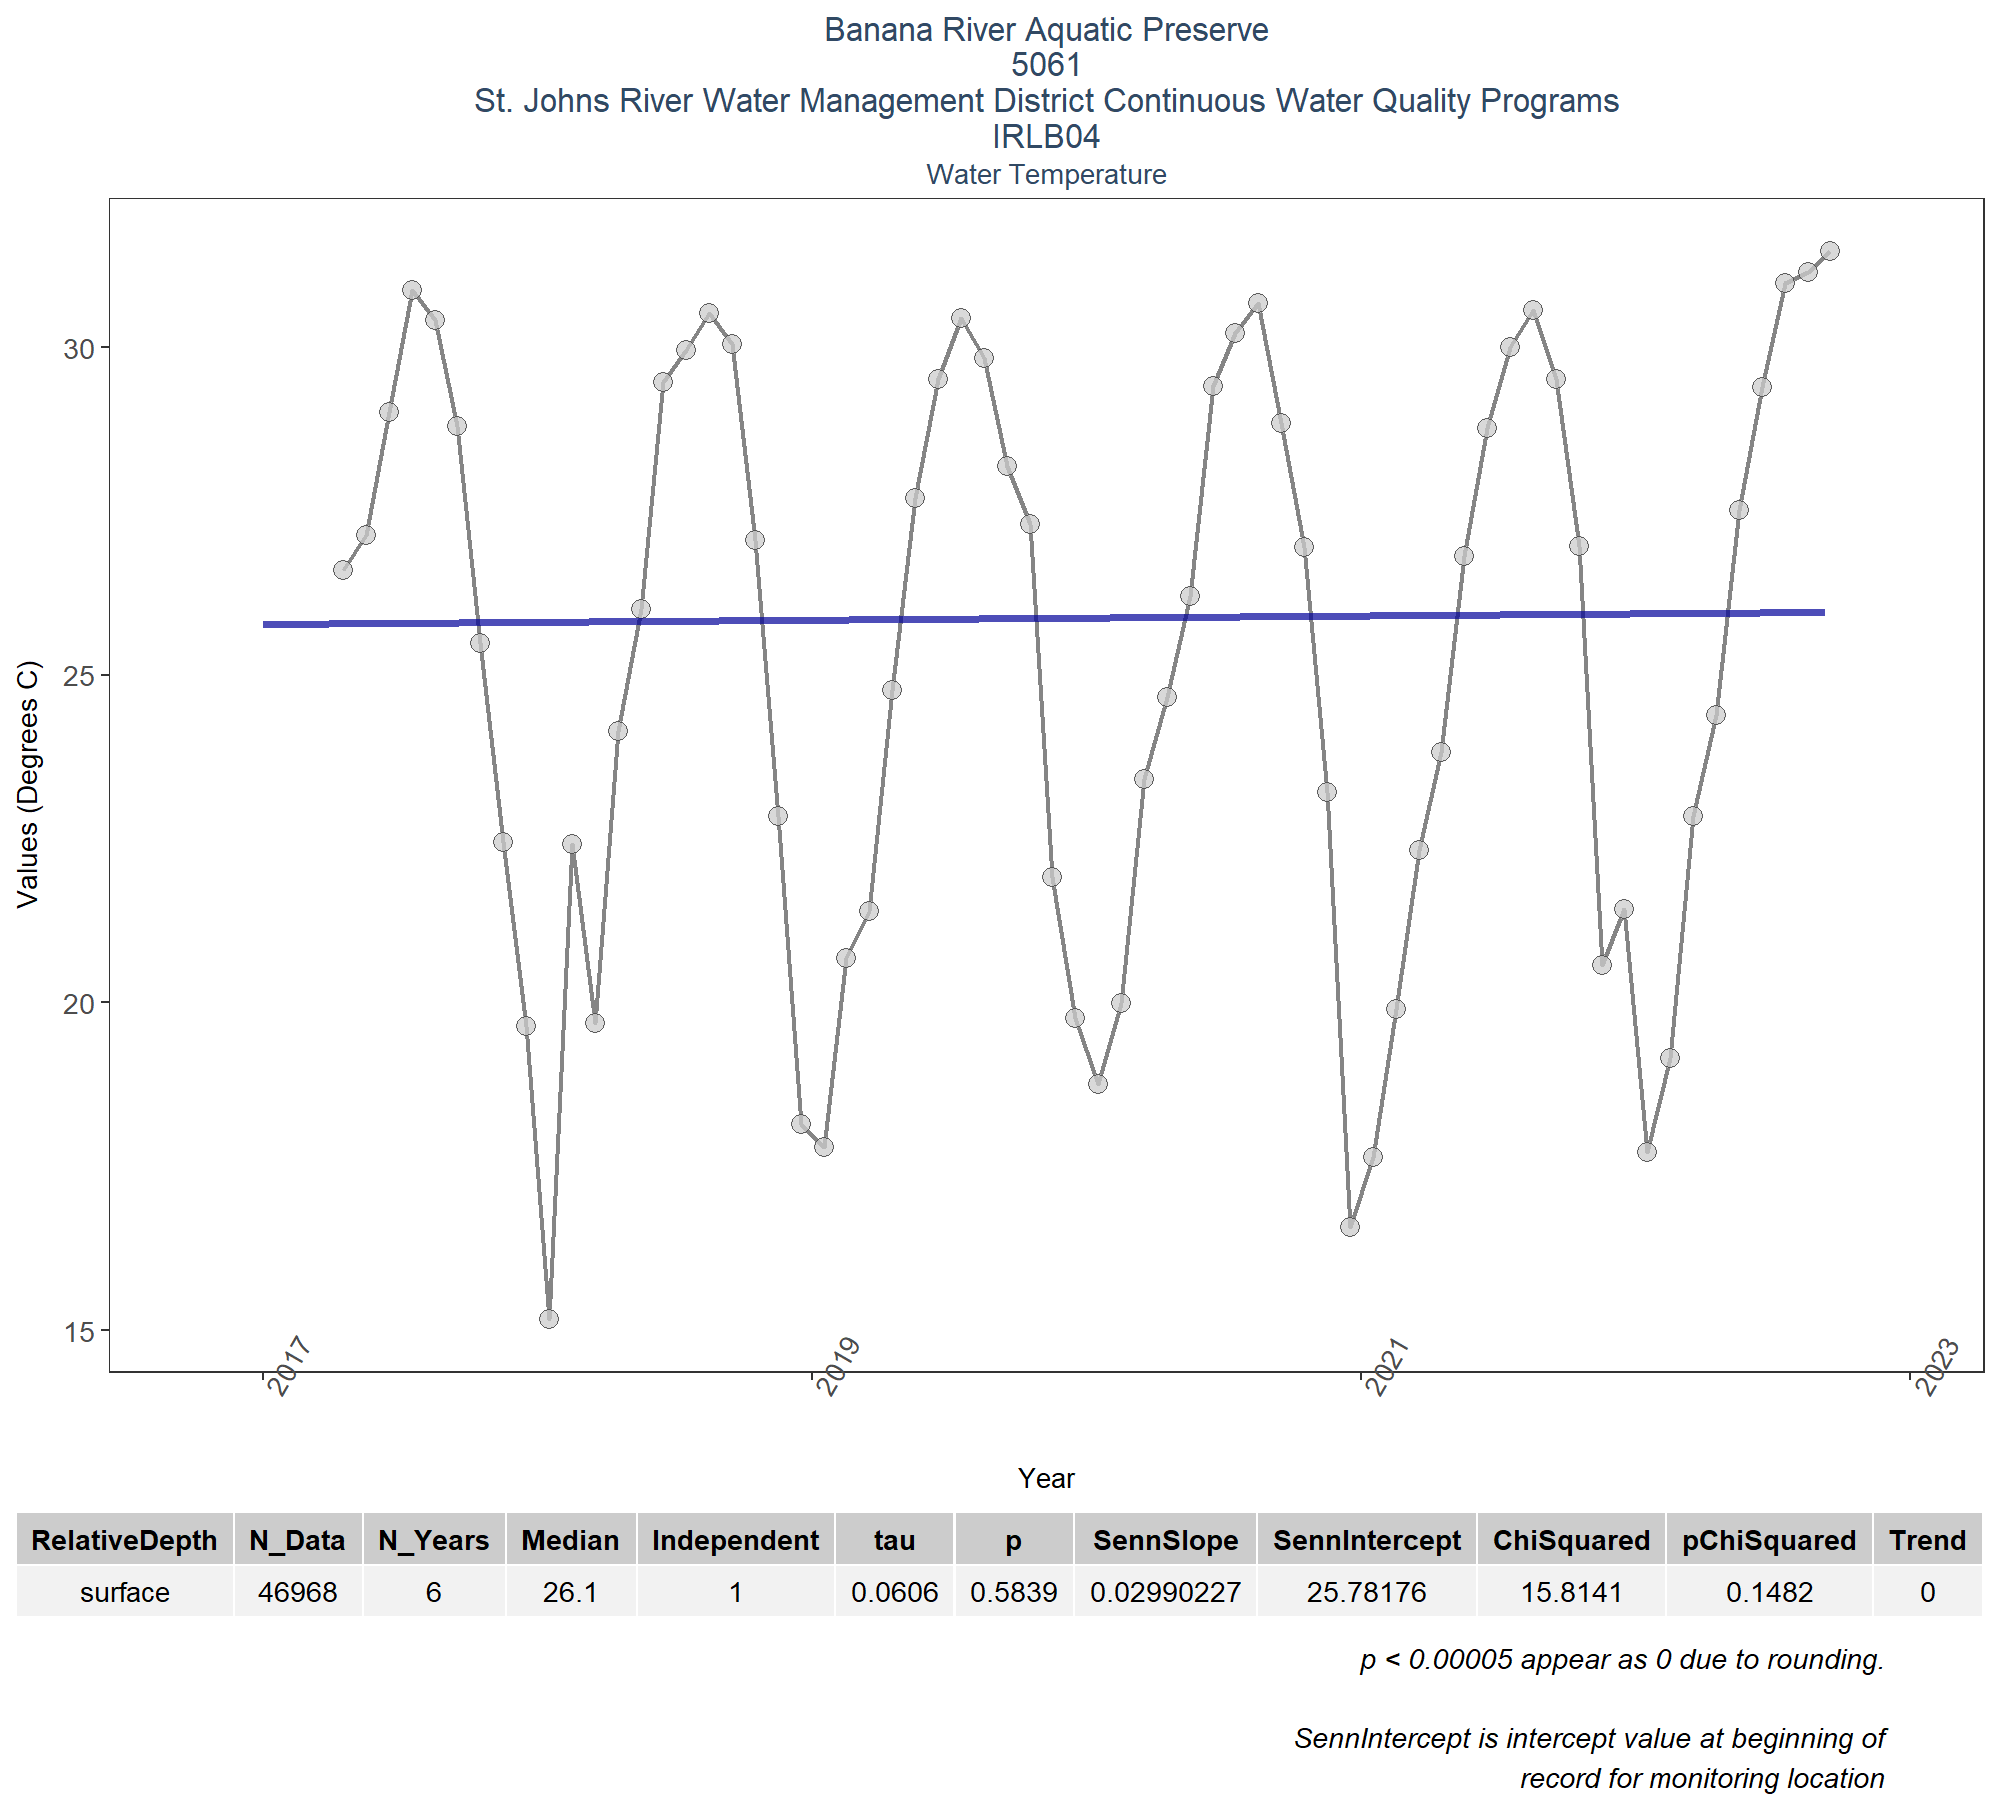 Banana River Aquatic Preserve
5061
St. Johns River Water Management District Continuous Water Quality Programs
IRLB04
Water Temperature
Values (Degrees C)
30
25
20
15
2017 2019 2021 2023
Year
RelativeDepth N_Data N_Years Median Independent tau p SennSlope SennIntercept ChiSquared pChiSquared Trend
surface 46968 6 26.1 1 0.0606 0.5839 0.02990227 25.78176 15.8141 0.1482 0
p < 0.00005 appear as 0 due to rounding.
SennIntercept is intercept value at beginning of
record for monitoring location